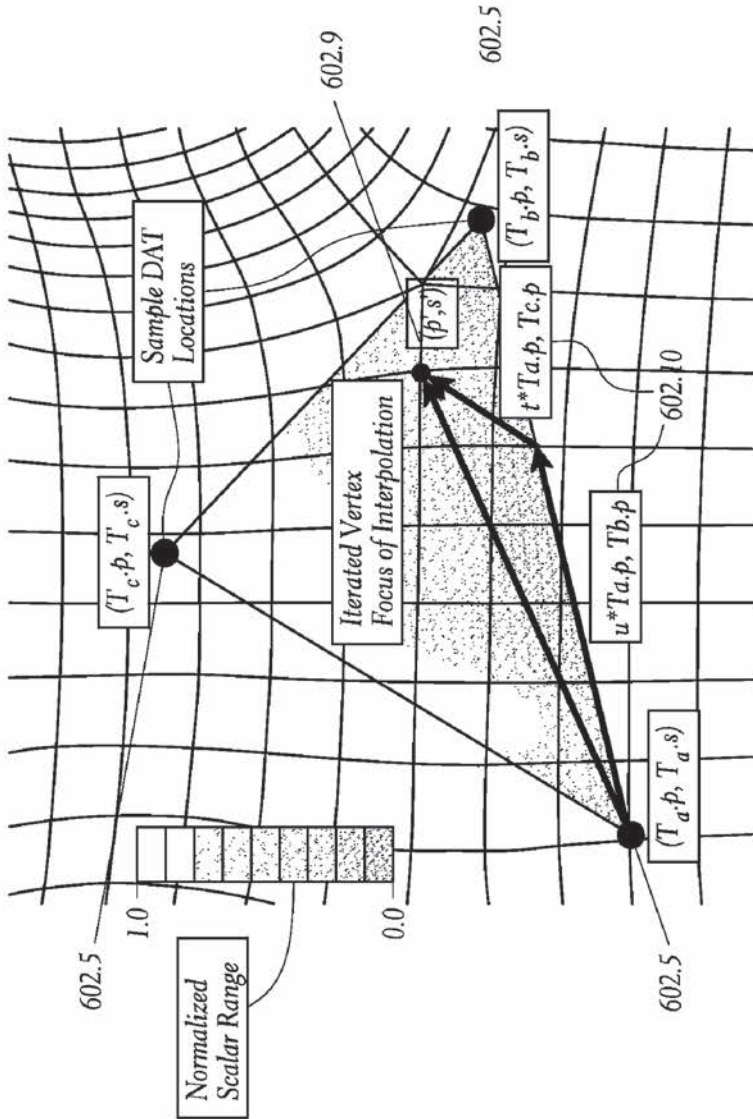 602.5
1.0
Normalized
Scalar Range
0.0
602.5
(T_c.p, T_c.s)
Sample DAT
Locations
602.9
602.5
(T_b.p, T_b.s)
(p',s')
Iterated Vertex
Focus of Interpolation
t*Ta.p, Tc.p
602.10
u*Ta.p, Tb.p
(T_a.p, T_a.s)